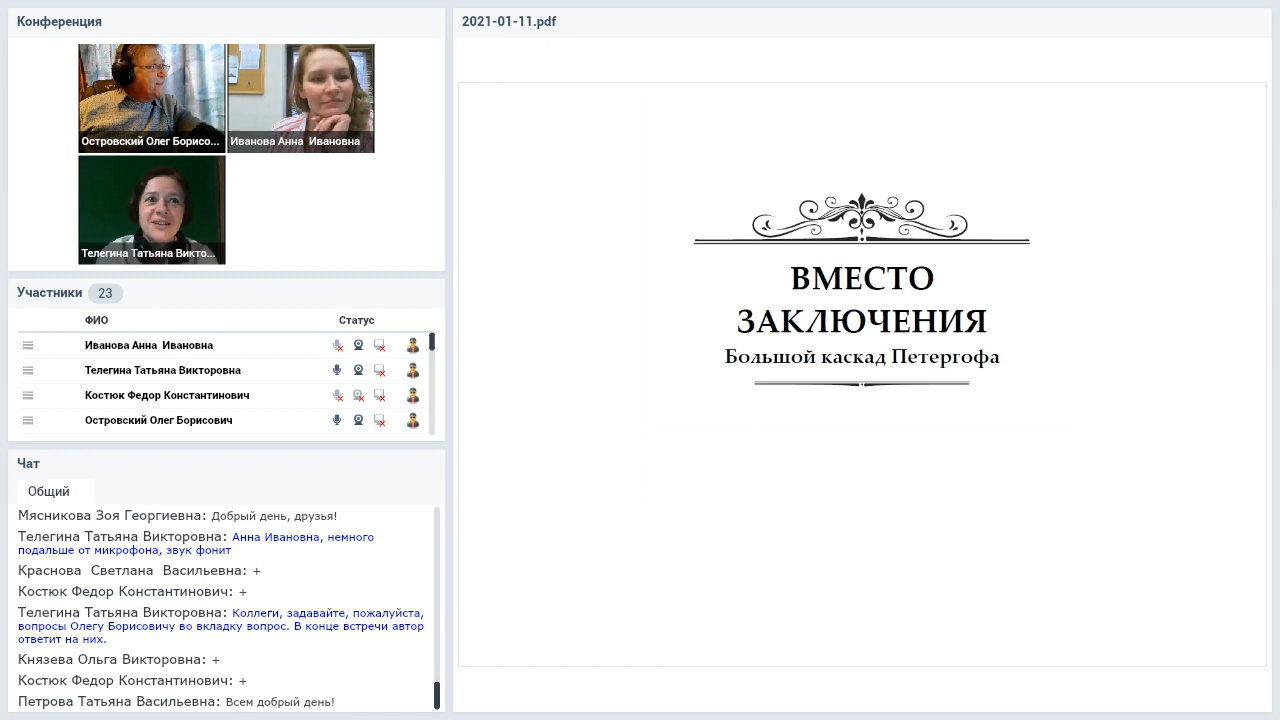 Конференция
Островский Олег Борисо...
Иванова Анна Ивановна
Телегина Татьяна Викто...
Участники 23
ФИО Статус
Иванова Анна Ивановна
Телегина Татьяна Викторовна
Костюк Федор Константинович
Островский Олег Борисович
Чат
Общий
Мясникова Зоя Георгиевна: Добрый день, друзья!
Телегина Татьяна Викторовна: Анна Ивановна, немного
подальше от микрофона, звук фонит
Краснова Светлана Васильевна: +
Костюк Федор Константинович: +
Телегина Татьяна Викторовна: Коллеги, задавайте, пожалуйста,
вопросы Олегу Борисовичу во вкладку вопрос. В конце встречи автор
ответит на них.
Князева Ольга Викторовна: +
Костюк Федор Константинович: +
Петрова Татьяна Васильевна: Всем добрый день!
2021-01-11.pdf
ВМЕСТО
ЗАКЛЮЧЕНИЯ
Большой каскад Петергофа